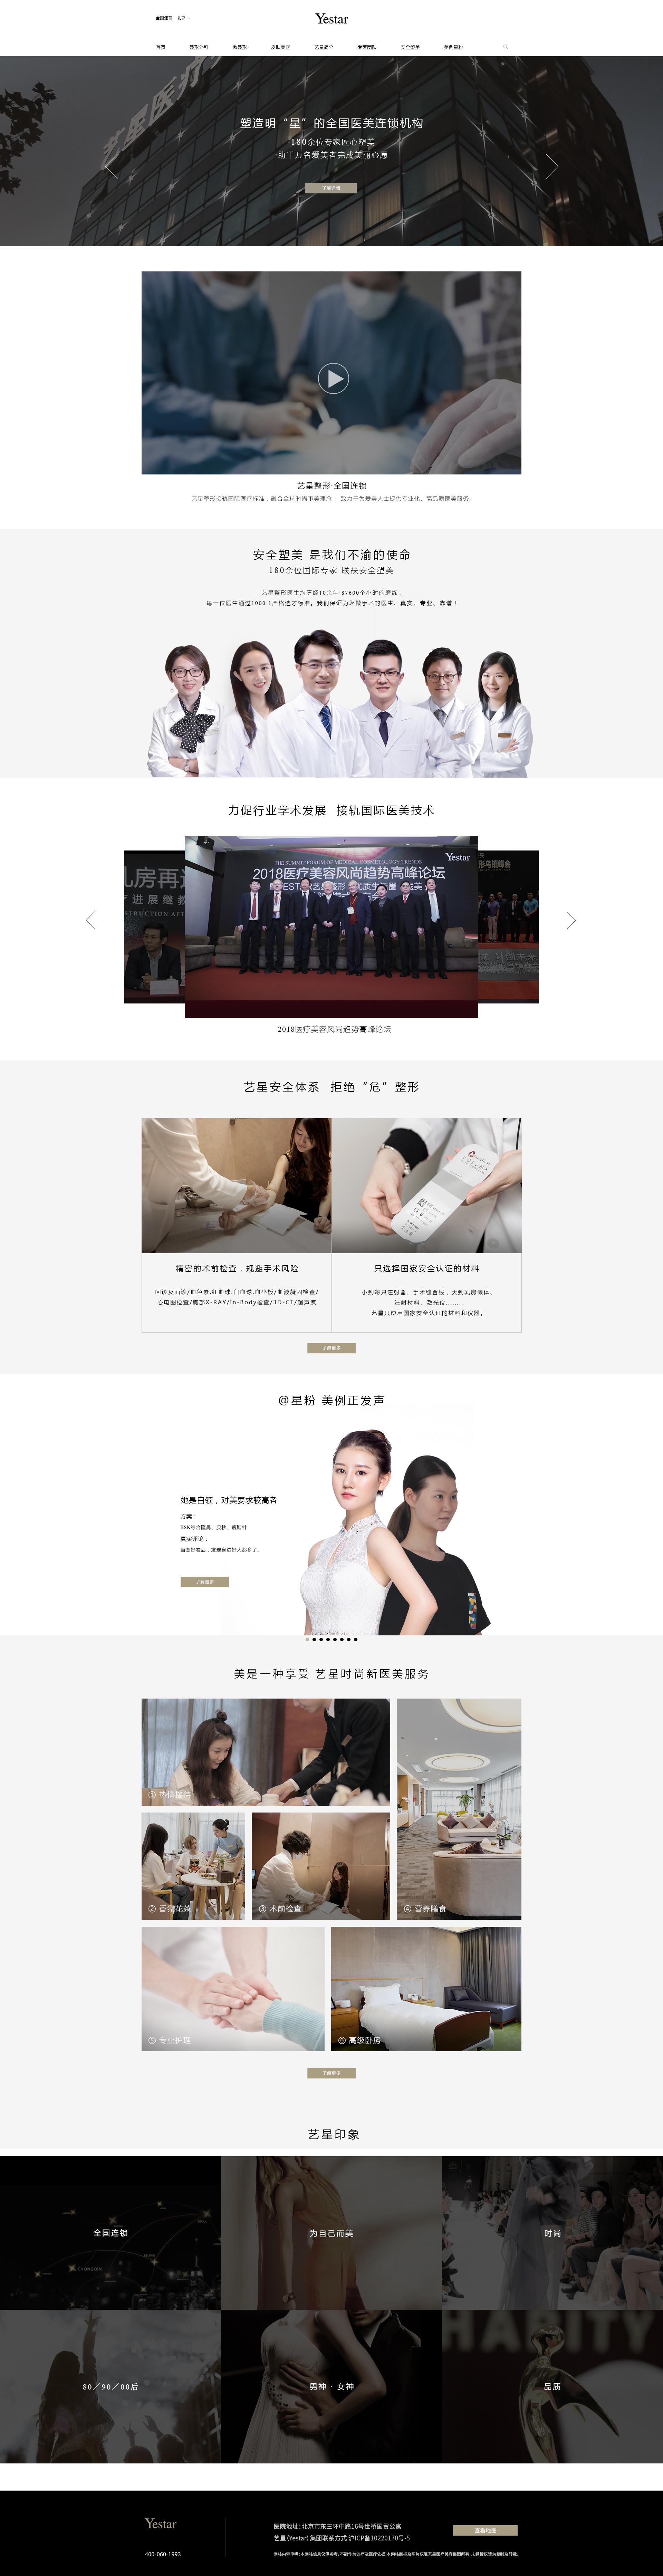 全国连锁 北京
Yestar
首页 整形外科 微整形 皮肤美容 艺星简介 专家团队 安全塑美 美例星粉
塑造明“星”的全国医美连锁机构
·180余位专家匠心塑美
·助千万名爱美者完成美丽心愿
了解详情
艺星整形·全国连锁
艺星整形接轨国际医疗标准，融合全球时尚审美理念， 致力于为爱美人士提供专业化、高品质医美服务。
安全塑美 是我们不渝的使命
180余位国际专家 联袂安全塑美
艺星整形医生均历经10余年 87600个小时的磨练，
每一位医生通过1000:1严格选才标准。我们保证为您做手术的医生，真实、专业、靠谱！
力促行业学术发展 接轨国际医美技术
THE SUMMIT FORUM OF MEDICAL COSMETOLOGY TRENDS
Yestar
2018医疗美容风尚趋势高峰论坛
2018医疗美容风尚趋势高峰论坛
艺星安全体系 拒绝“危”整形
精密的术前检查，规避手术风险
问诊及面诊/血色素.红血球.白血球.血小板/血液凝固检查/
心电图检查/胸部X-RAY/In-Body检查/3D-CT/超声波
只选择国家安全认证的材料
小到每只注射器、手术缝合线，大到乳房假体、
注射材料、激光仪........
艺星只使用国家安全认证的材料和仪器。
了解更多
@星粉 美例正发声
她是白领，对美要求较高者
方案：
BSK综合隆鼻、皮秒、瘦脸针
真实评论：
当变好看后，发现身边好人都多了。
了解更多
美是一种享受 艺星时尚新医美服务
① 热情接待
② 香颂花茶
③ 术前检查
④ 营养膳食
⑤ 专业护理
⑥ 高级卧房
了解更多
艺星印象
全国连锁
CHONGQING
为自己而美
时尚
80／90／00后
男神 · 女神
品质
Yestar
400-060-1992
医院地址：北京市东三环中路16号世桥国贸公寓
艺星（Yestar）集团联系方式 沪ICP备10220170号-5
查看地图